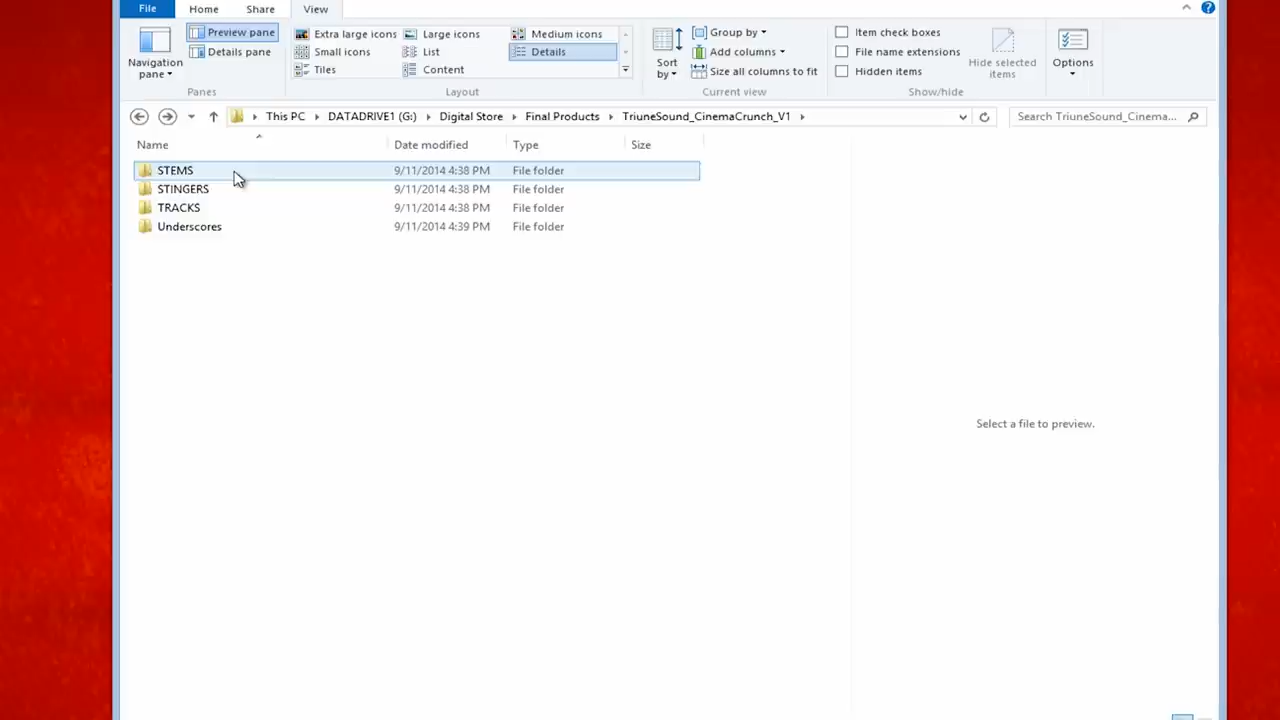 File Home Share View
Preview pane Extra large icons Large icons Medium icons Group by Item check boxes
Details pane Small icons List Details Add columns File name extensions
Navigation pane Tiles Content Sort by Size all columns to fit Hidden items Hide selected items Options
Panes Layout Current view Show/hide
This PC DATADRIVE1 (G:) Digital Store Final Products TriuneSound_CinemaCrunch_V1 Search TriuneSound_Cinema...
Name Date modified Type Size
STEMS 9/11/2014 4:38 PM File folder
STINGERS 9/11/2014 4:38 PM File folder
TRACKS 9/11/2014 4:38 PM File folder
Underscores 9/11/2014 4:39 PM File folder
Select a file to preview.